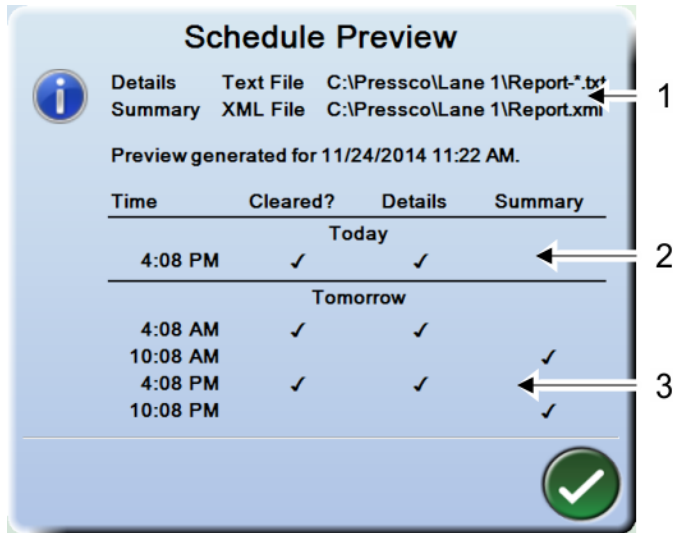 Schedule Preview
Details Text File C:\Pressco\Lane 1\Report-*.txt
Summary XML File C:\Pressco\Lane 1\Report.xml
1
Preview generated for 11/24/2014 11:22 AM.
Time Cleared? Details Summary
Today
4:08 PM ✓ ✓
2
Tomorrow
4:08 AM ✓ ✓
10:08 AM ✓
4:08 PM ✓ ✓
3
10:08 PM ✓